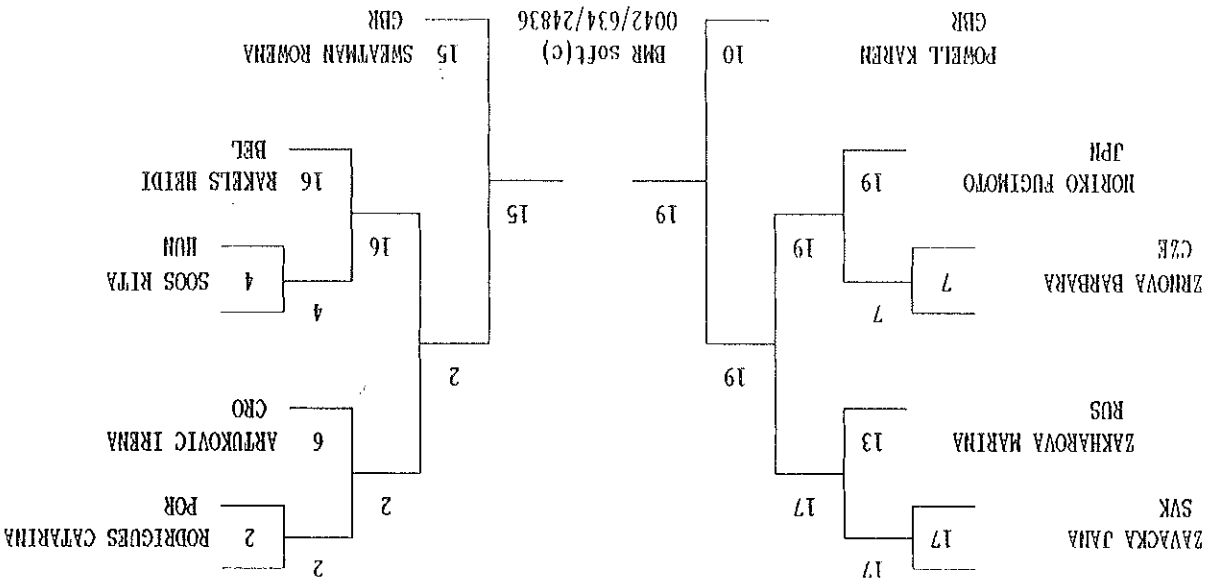 17 2
ZAVACKA JANA 17 2 RODRIGUES CATARINA
SVK 17 2 POR
ZAKHAROVA MARINA 13 6 ARTUKOVIC IRENA
RUS CRO
19 2
7 4
ZRNOVA BARBARA 7 4 SOOS RITA
CZE 19 16 HUN
19 15
NORIKO FUGIMOTO 19 16 RAKELS HEIDI
JPN BEL
POWELL KAREN 10 BMR soft(c) 15 SWEATMAN ROWENA
GBR 0042/634/24836 GBR